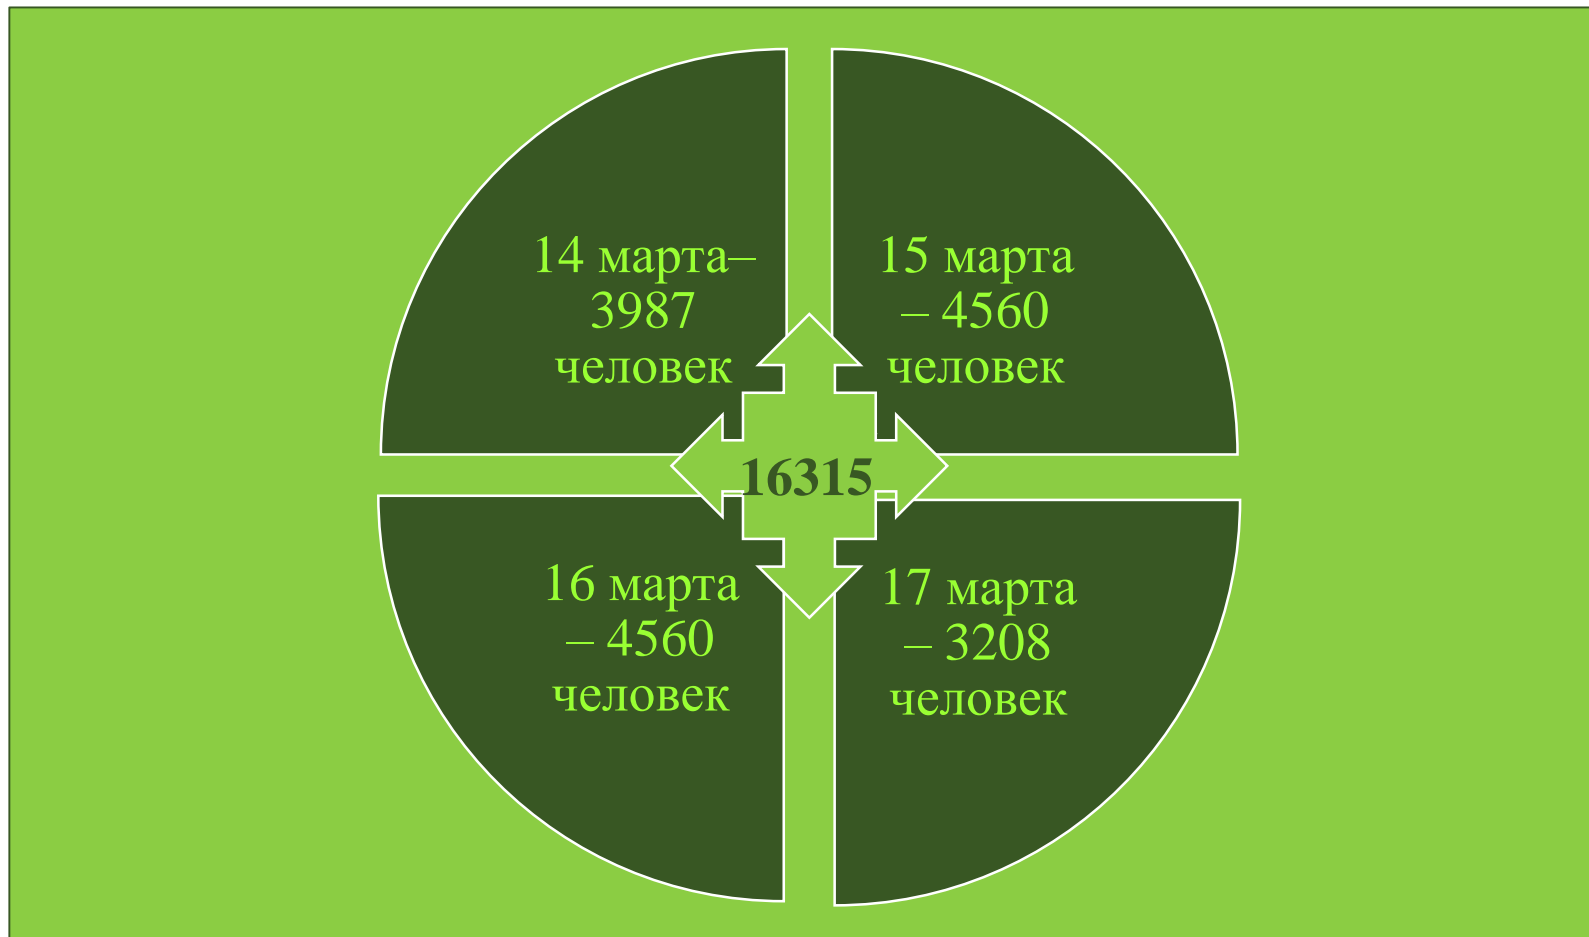 14 марта–
3987
человек
15 марта
– 4560
человек
16315
16 марта
– 4560
человек
17 марта
– 3208
человек